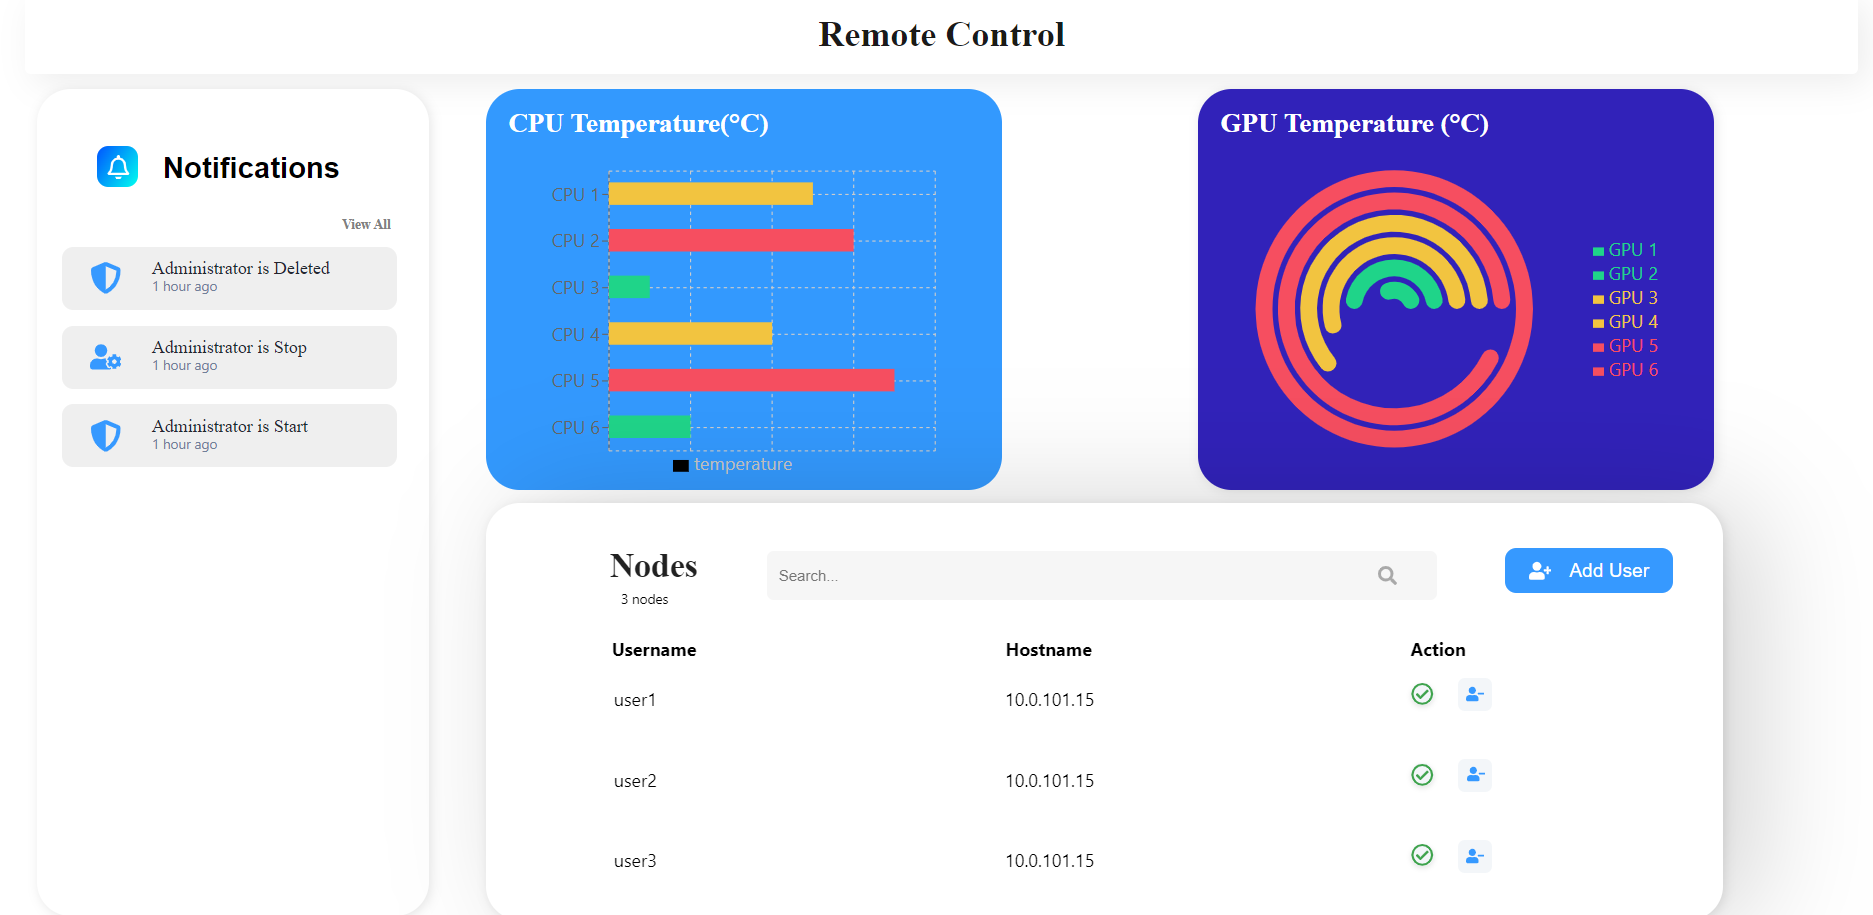 Remote Control
Notifications
View All
Administrator is Deleted
1 hour ago
Administrator is Stop
1 hour ago
Administrator is Start
1 hour ago
CPU Temperature(°C)
CPU 1
CPU 2
CPU 3
CPU 4
CPU 5
CPU 6
temperature
GPU Temperature (°C)
GPU 1
GPU 2
GPU 3
GPU 4
GPU 5
GPU 6
Nodes
3 nodes
Search...
Add User
Username Hostname Action
user1 10.0.101.15
user2 10.0.101.15
user3 10.0.101.15